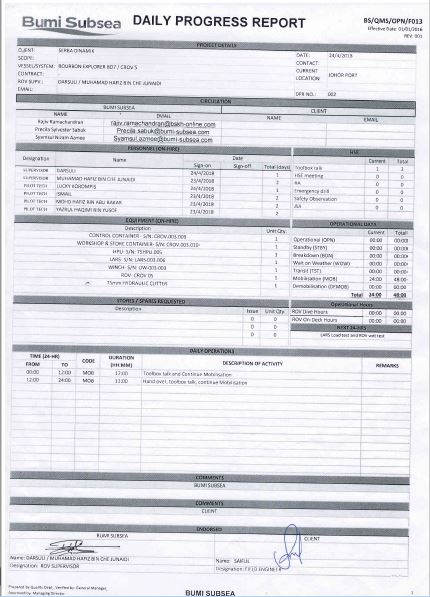 Bumi Subsea
DAILY PROGRESS REPORT
BS/QMS/OPN/F013
Effective Date: 01/01/2016
REV: 001
PROJECT DETAILS
CLIENT: SERBA DINAMIK
DATE: 24/4/2018
SCOPE:
CONTACT:
VESSEL/SYSTEM: BOURBON EXPLORER 807 / CROV 5
CURRENT LOCATION JOHOR PORT
CONTRACT:
ROV SUPV.: DARSULI / MUHAMAD HAFIZ BIN CHE JUNAIDI
EMAIL:
DPR NO.: 002
CIRCULATION
BUMI SUBSEA CLIENT
NAME EMAIL NAME EMAIL
Rajiv Ramachandran rajiv.ramachandran@bskh-online.com
Precila Sylvester Sabuk Precila.sabuk@bumi-subsea.com
Syamsul Nizam Azmee Syamsul.azmee@bumi-subsea.com
PERSONNEL (ON-HIRE) HSE
Designation Name Date Current Total
Sign-on Sign-off Total (days)
SUPERVISOR DARSULI 24/4/2018 1
SUPERVISOR MUHAMAD HAFIZ BIN CHE JUNAIDI 23/4/2018 2
PILOT TECH LUCKY 24/4/2018 1
PILOT TECH ISMAIL 23/4/2018 2
PILOT TECH MOHD HAFIZ BIN ABU BAKAR 23/4/2018 2
PILOT TECH YAZRUL HAQIMI BIN YUSOF 23/4/2018 2
Toolbox talk 1 2
HSE meeting 0 0
RA 0 0
Emergency drill 0 0
Safety Observation 0 0
JSA 0 0
EQUIPMENT (ON-HIRE) OPERATIONAL DATA
Description Unit Qty. Current Total
CONTROL CONTAINER - S/N: CROV-003-009 1
WORKSHOP & STORE CONTAINER - S/N: CROV-003-010 1
HPU - S/N: 1
LARS - S/N: LARS-003-006 1
WINCH - S/N: 1
ROV - CROV 05 1
75mm HYDRAULIC CUTTER 1
Operational (OPN) 00:00 00:00
Standby (STBY) 00:00 00:00
Breakdown (BDN) 00:00 00:00
Wait on Weather (WOW) 00:00 00:00
Transit (TST) 00:00 00:00
Mobilisation (MOB) 24:00 48:00
Demobilisation (DEMOB) 00:00 00:00
Total 24:00 48:00
STORES / SPARES REQUESTED Operational Hours
Description Issue Unit Qty.
0 0
0 0
0 0
ROV Dive Hours 00:00 00:00
ROV On Deck Hours 00:00 00:00
NEXT 24-HRS
LARS Load test and ROV wet test
DAILY OPERATIONS
TIME (24-HR) CODE DURATION (HH:MM) DESCRIPTION OF ACTIVITY REMARKS
FROM TO
00:00 12:00 MOB 12:00 Toolbox talk and Continue Mobilisation
12:00 24:00 MOB 12:00 Hand over, toolbox talk, continue Mobilisation
COMMENTS
BUMI SUBSEA
COMMENTS
CLIENT
ENDORSED
BUMI SUBSEA CLIENT
Name: DARSULI / MUHAMAD HAFIZ BIN CHE JUNAIDI
Name: SAIFUL
Designation: ROV SUPERVISOR
Designation: FIELD ENGINEER
Prepared by: Quality Dept., Verified by: General Manager,
Approved by: Managing Director
BUMI SUBSEA
1